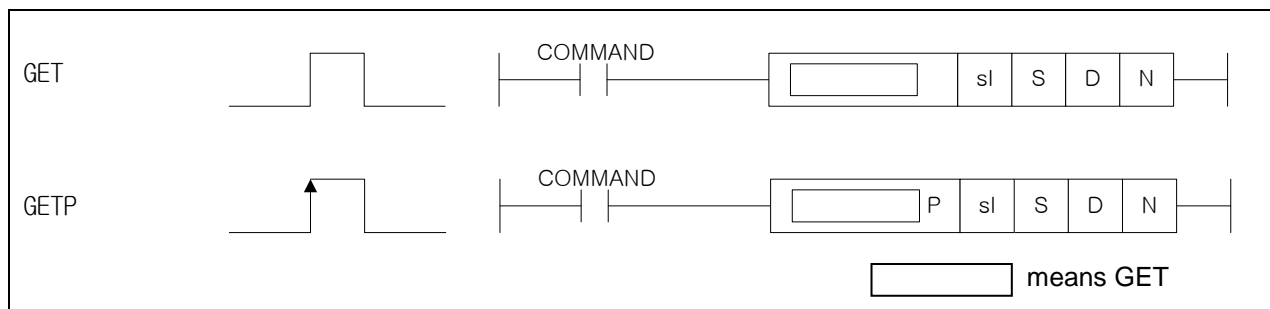 COMMAND
GET sl S D N
COMMAND
GETP P sl S D N
means GET